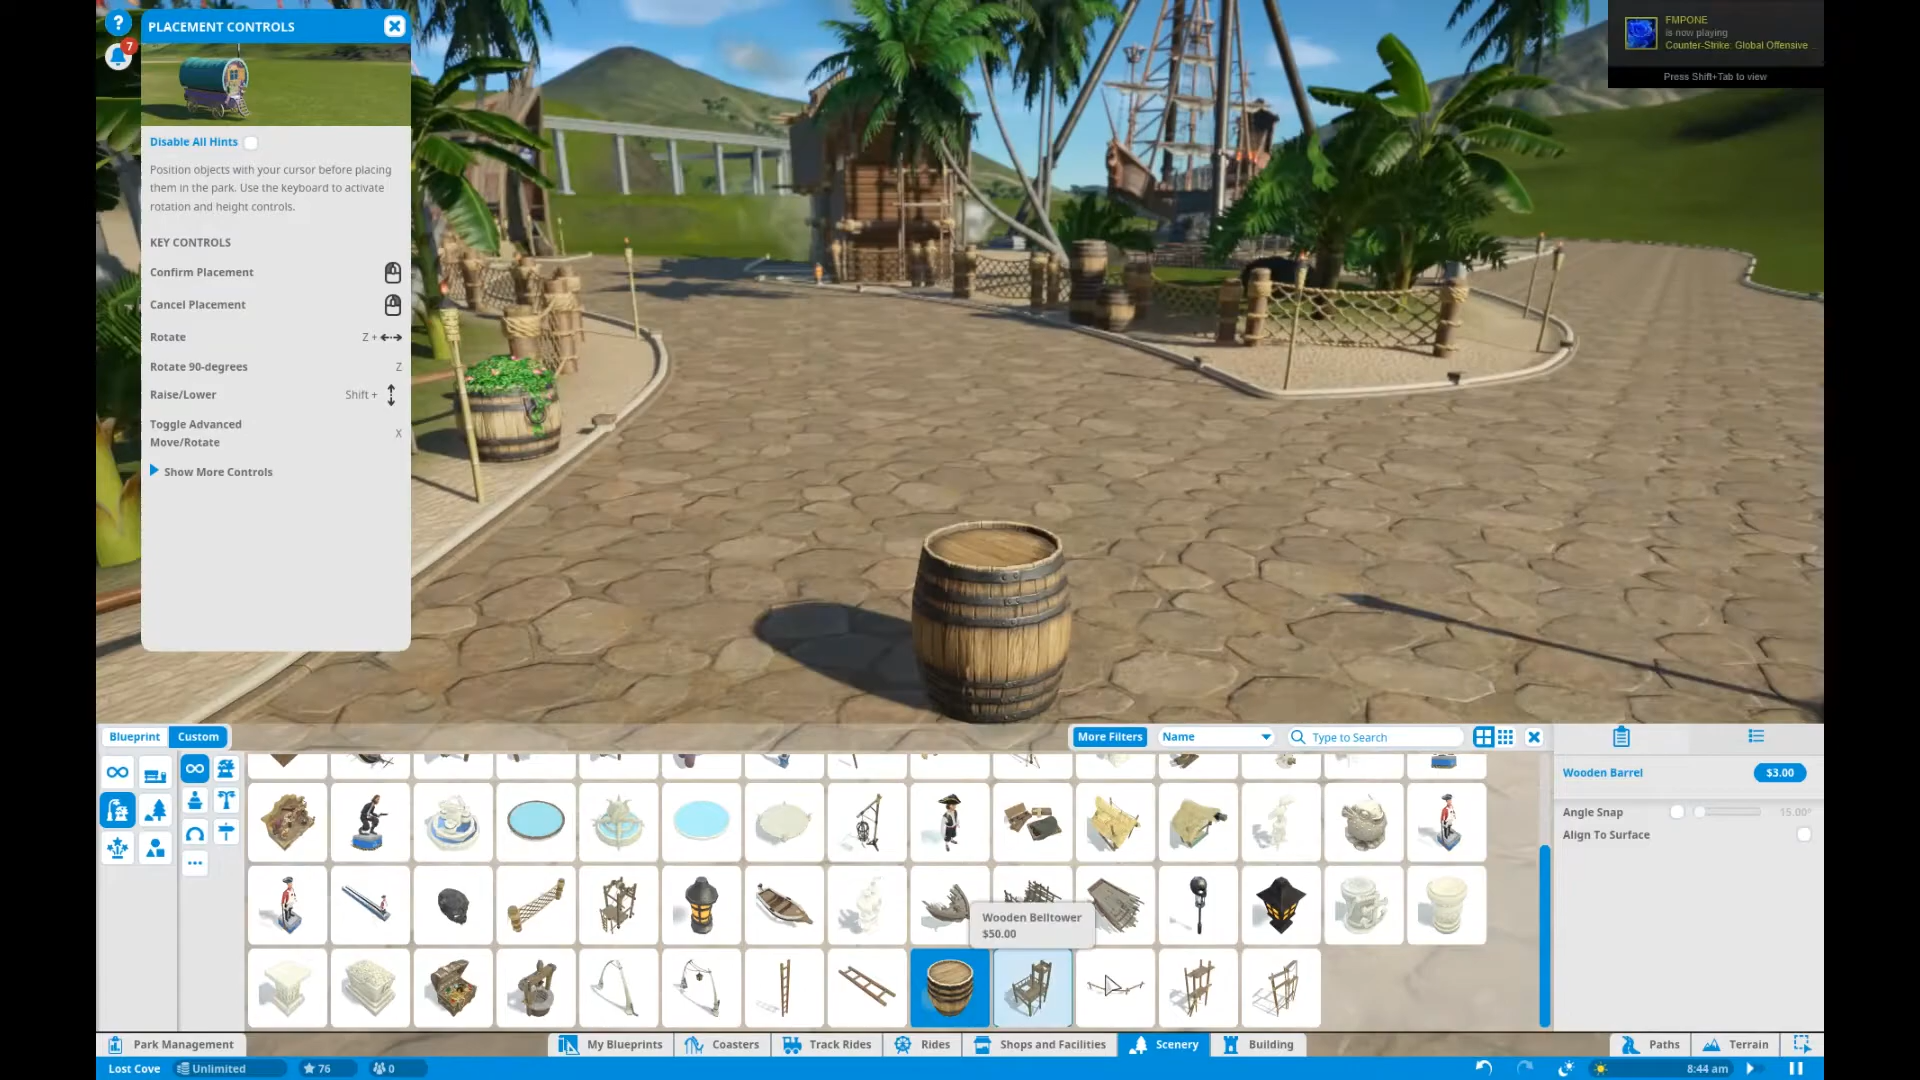 ?
PLACEMENT CONTROLS
7
Disable All Hints
Position objects with your cursor before placing
them in the park. Use the keyboard to activate
rotation and height controls.
KEY CONTROLS
Confirm Placement
Cancel Placement
Rotate Z +
Rotate 90-degrees Z
Raise/Lower Shift +
Toggle Advanced
Move/Rotate X
Show More Controls
FMPONE
is now playing
Counter-Strike: Global Offensive ...
Press Shift+Tab to view
Blueprint Custom
More Filters Name Type to Search
Wooden Barrel $3.00
Angle Snap 15.00°
Align To Surface
Wooden Belltower
$50.00
Park Management My Blueprints Coasters Track Rides Rides Shops and Facilities Scenery Building Paths Terrain
Lost Cove Unlimited 76 0 8:44 am